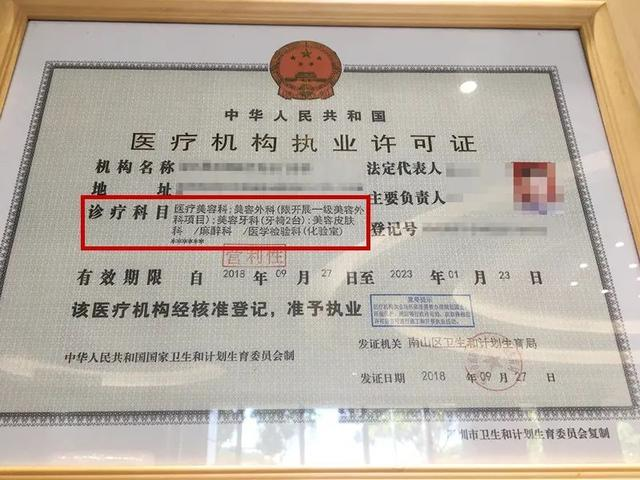 中华人民共和国
医疗机构执业许可证
机构名称
法定代表人
地址
主要负责人
诊疗科目 医疗美容科;美容外科(限开展一级美容外
科项目);美容牙科(牙椅2台);美容皮肤
科 /麻醉科 /医学检验科(化验室)
******
登记号
营利性
有效期限自 2018 年 09 月 27 日至 2023 年 01 月 23 日
该医疗机构经核准登记，准予执业
中华人民共和国国家卫生和计划生育委员会制
发证机关 南山区卫生和计划生育局
发证日期 2018 年 09 月 27 日
圳市卫生和计划生育委员会复制